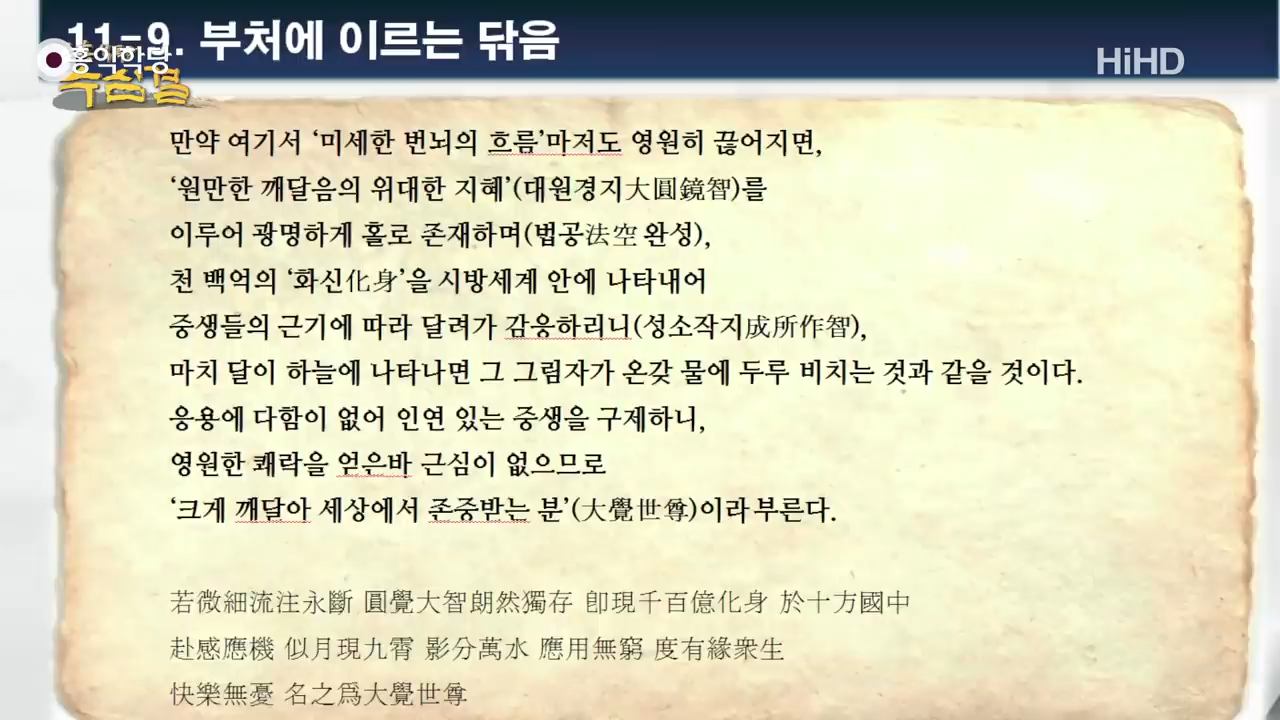 11-9. 부처에 이르는 닦음
홍익학당
수심결
HiHD
만약 여기서 ‘미세한 번뇌의 흐름’마저도 영원히 끊어지면,
‘원만한 깨달음의 위대한 지혜’(대원경지大圓鏡智)를
이루어 광명하게 홀로 존재하며(법공法空 완성),
천 백억의 ‘화신化身’을 시방세계 안에 나타내어
중생들의 근기에 따라 달려가 감응하리니(성소작지成所作智),
마치 달이 하늘에 나타나면 그 그림자가 온갖 물에 두루 비치는 것과 같을 것이다.
응용에 다함이 없어 인연 있는 중생을 구제하니,
영원한 쾌락을 얻은바 근심이 없으므로
‘크게 깨달아 세상에서 존중받는 분’(大覺世尊)이라 부른다.
若微細流注永斷 圓覺大智朗然獨存 卽現千百億化身 於十方國中
赴感應機 似月現九霄 影分萬水 應用無窮 度有緣衆生
快樂無憂 名之爲大覺世尊